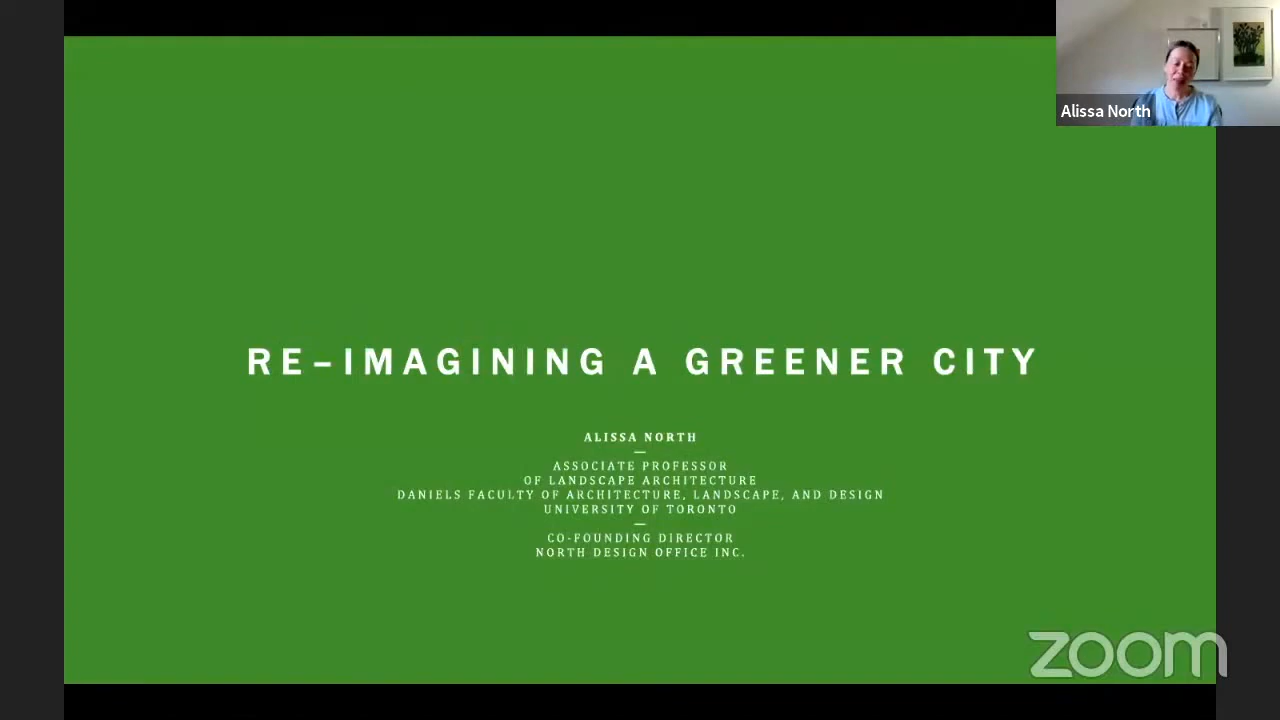 Alissa North
RE–IMAGINING A GREENER CITY
ALISSA NORTH
ASSOCIATE PROFESSOR
OF LANDSCAPE ARCHITECTURE
DANIELS FACULTY OF ARCHITECTURE, LANDSCAPE, AND DESIGN
UNIVERSITY OF TORONTO
CO-FOUNDING DIRECTOR
NORTH DESIGN OFFICE INC.
zoom